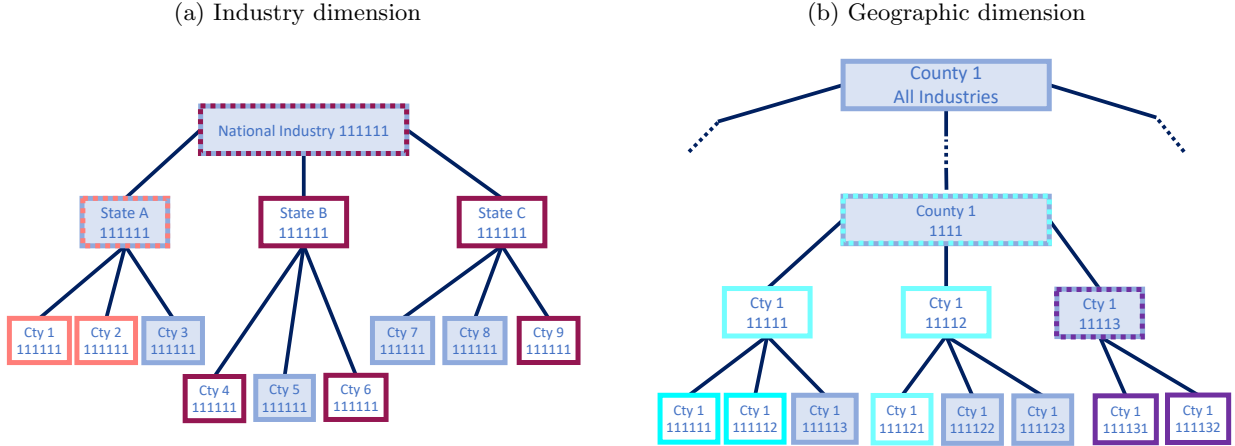 (a) Industry dimension
National Industry 111111
State A
111111
State B
111111
State C
111111
Cty 1
111111
Cty 2
111111
Cty 3
111111
Cty 7
111111
Cty 8
111111
Cty 9
111111
Cty 4
111111
Cty 5
111111
Cty 6
111111
(b) Geographic dimension
County 1
All Industries
County 1
1111
Cty 1
11111
Cty 1
11112
Cty 1
11113
Cty 1
111111
Cty 1
111112
Cty 1
111113
Cty 1
111121
Cty 1
111122
Cty 1
111123
Cty 1
111131
Cty 1
111132